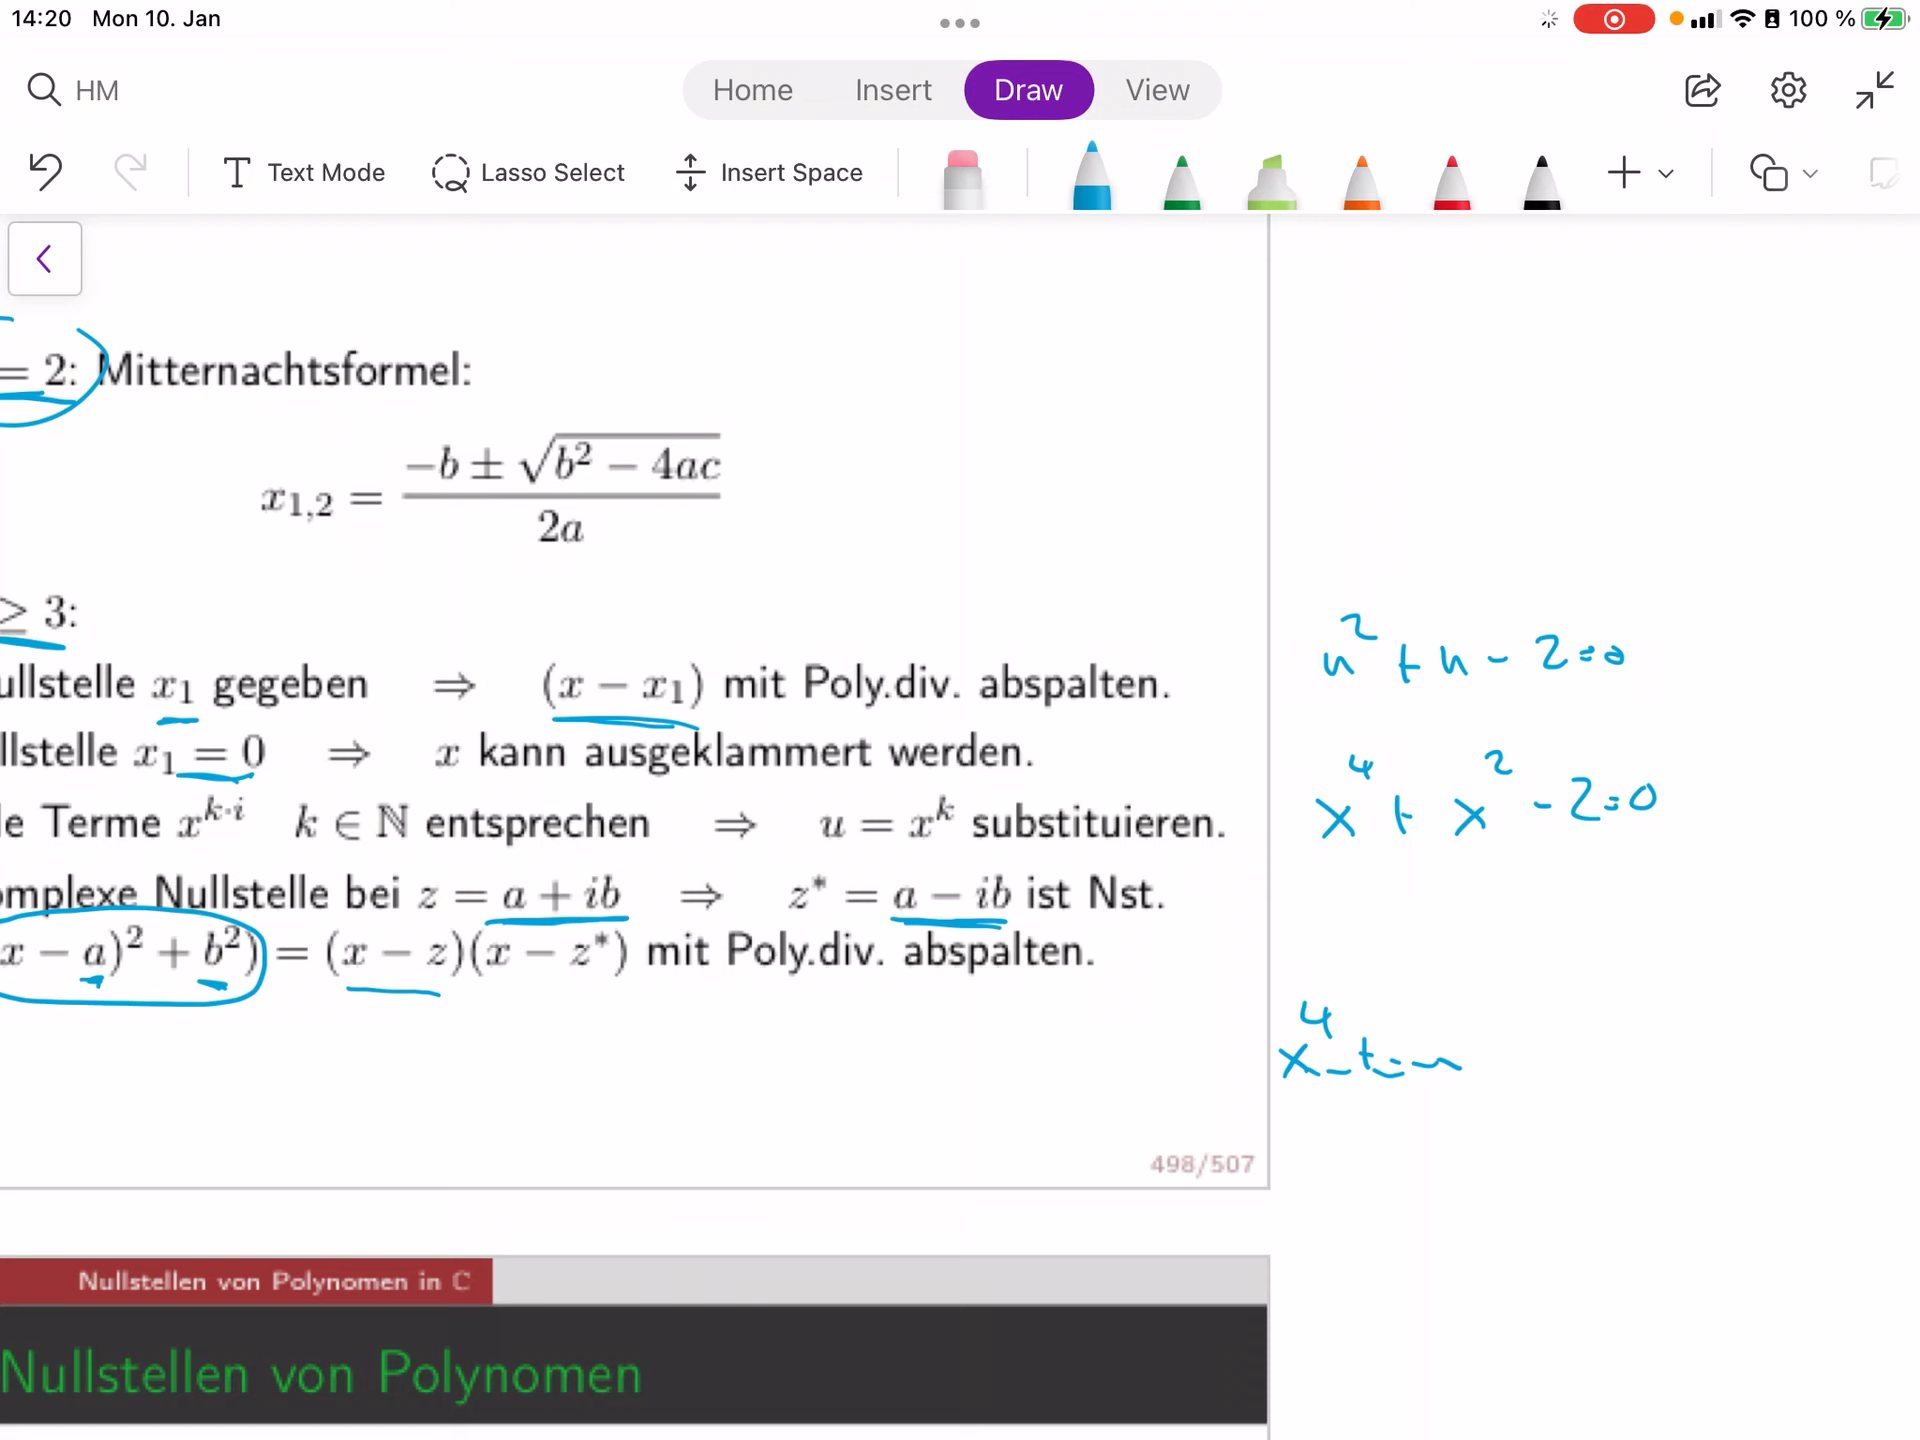 14:20 Mon 10. Jan 100 %
HM Home Insert Draw View
Text Mode Lasso Select Insert Space
= 2: Mitternachtsformel:
x₁,₂ = (−b ± √(b² − 4ac)) / 2a
≥ 3:
ullstelle x₁ gegeben ⇒ (x − x₁) mit Poly.div. abspalten.
llstelle x₁ = 0 ⇒ x kann ausgeklammert werden.
le Terme x^{k·i} k ∈ ℕ entsprechen ⇒ u = x^k substituieren.
omplexe Nullstelle bei z = a + ib ⇒ z* = a − ib ist Nst.
x − a)² + b²) = (x − z)(x − z*) mit Poly.div. abspalten.
u² + u − 2 = 0
x⁴ + x² − 2 = 0
x⁴
498/507
Nullstellen von Polynomen in ℂ
Nullstellen von Polynomen